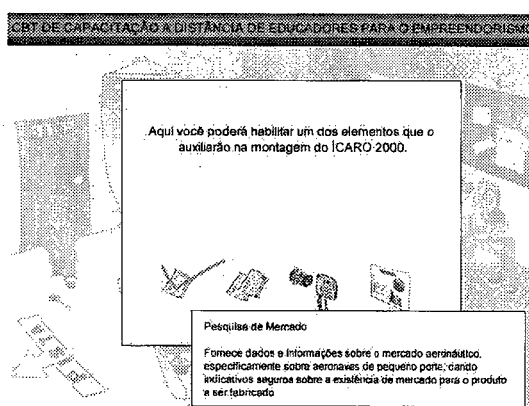 CBT DE CAPACITAÇÃO A DISTÂNCIA DE EDUCADORES PARA O EMPREENDORISMO
Aqui você poderá habilitar um dos elementos que o
auxiliarão na montagem do ÍCARO 2000.
Pesquisa de Mercado
Fornece dados e informações sobre o mercado aeronáutico,
especificamente sobre aeronaves de pequeno porte, dando
indicativos seguros sobre a existência de mercado para o produto
a ser fabricado